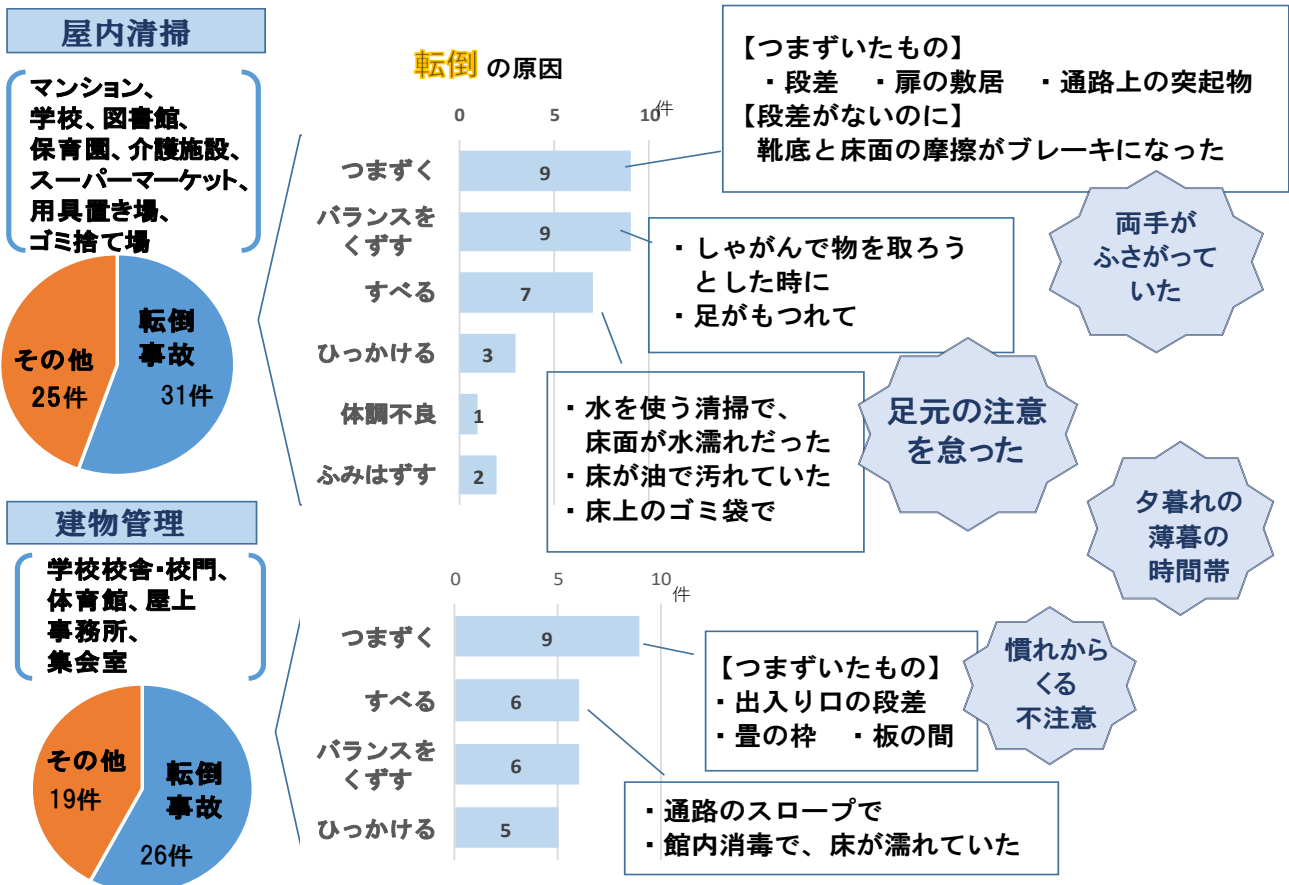 屋内清掃
マンション、
学校、図書館、
保育園、介護施設、
スーパーマーケット、
用具置き場、
ゴミ捨て場
転倒
事故
31件
その他
25件
転倒 の原因
0 5 10件
つまずく 9
バランスを
くずす 9
すべる 7
ひっかける 3
体調不良 1
ふみはずす 2
【つまずいたもの】
・段差 ・扉の敷居 ・通路上の突起物
【段差がないのに】
靴底と床面の摩擦がブレーキになった
・しゃがんで物を取ろう
とした時に
・足がもつれて
・水を使う清掃で、
床面が水濡れだった
・床が油で汚れていた
・床上のゴミ袋で
両手が
ふさがって
いた
足元の注意
を怠った
夕暮れの
薄暮の
時間帯
慣れから
くる
不注意
建物管理
学校校舎・校門、
体育館、屋上
事務所、
集会室
その他
19件
転倒
事故
26件
0 5 10
件
つまずく 9
すべる 6
バランスを
くずす 6
ひっかける 5
【つまずいたもの】
・出入り口の段差
・畳の枠 ・板の間
・通路のスロープで
・館内消毒で、床が濡れていた